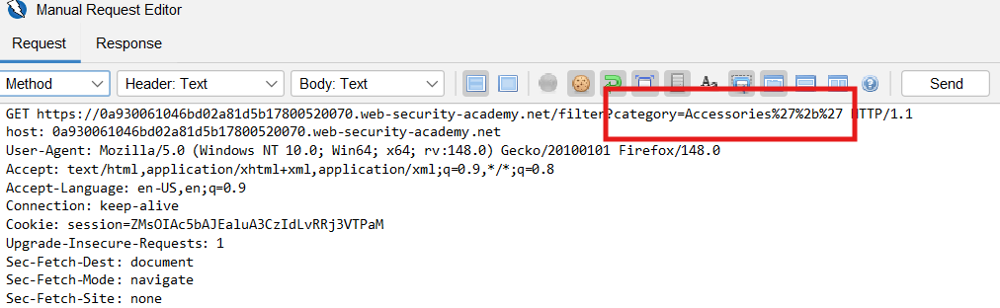 Manual Request Editor
Request Response
Method Header: Text Body: Text Send
GET https://0a930061046bd02a81d5b17800520070.web-security-academy.net/filter?category=Accessories%27%2b%27 HTTP/1.1
host: 0a930061046bd02a81d5b17800520070.web-security-academy.net
User-Agent: Mozilla/5.0 (Windows NT 10.0; Win64; x64; rv:148.0) Gecko/20100101 Firefox/148.0
Accept: text/html,application/xhtml+xml,application/xml;q=0.9,*/*;q=0.8
Accept-Language: en-US,en;q=0.9
Connection: keep-alive
Cookie: session=ZMsOIAc5bAJEaluA3CzIdLvRRj3VTPaM
Upgrade-Insecure-Requests: 1
Sec-Fetch-Dest: document
Sec-Fetch-Mode: navigate
Sec-Fetch-Site: none